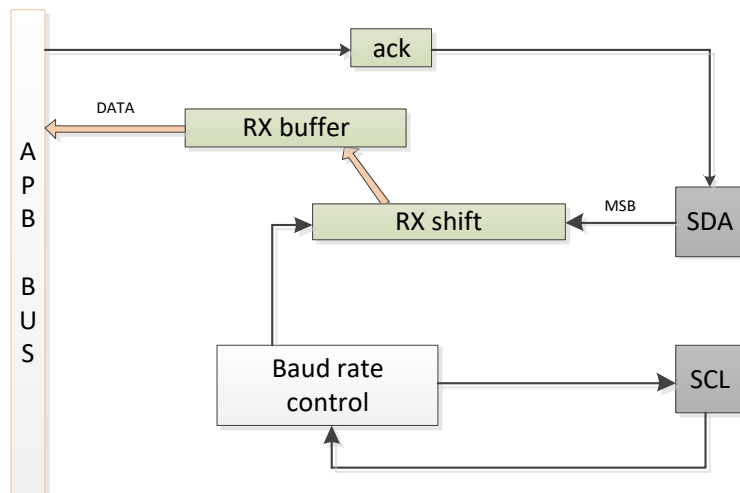 ack
DATA
RX buffer
A
P
B
B
U
S
MSB
RX shift
SDA
Baud rate
control
SCL